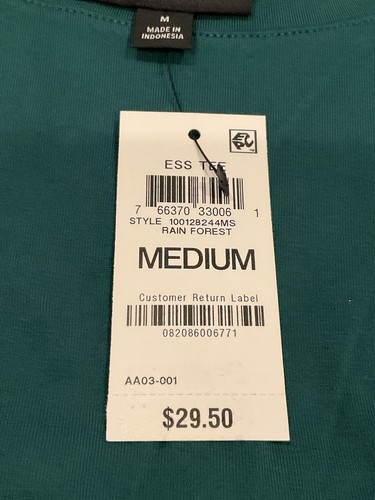 M
MADE IN
INDONESIA
EPC
ESS TEE
7 66370 33006 1
STYLE 100128244MS
RAIN FOREST
MEDIUM
Customer Return Label
082086006771
AA03-001
$29.50